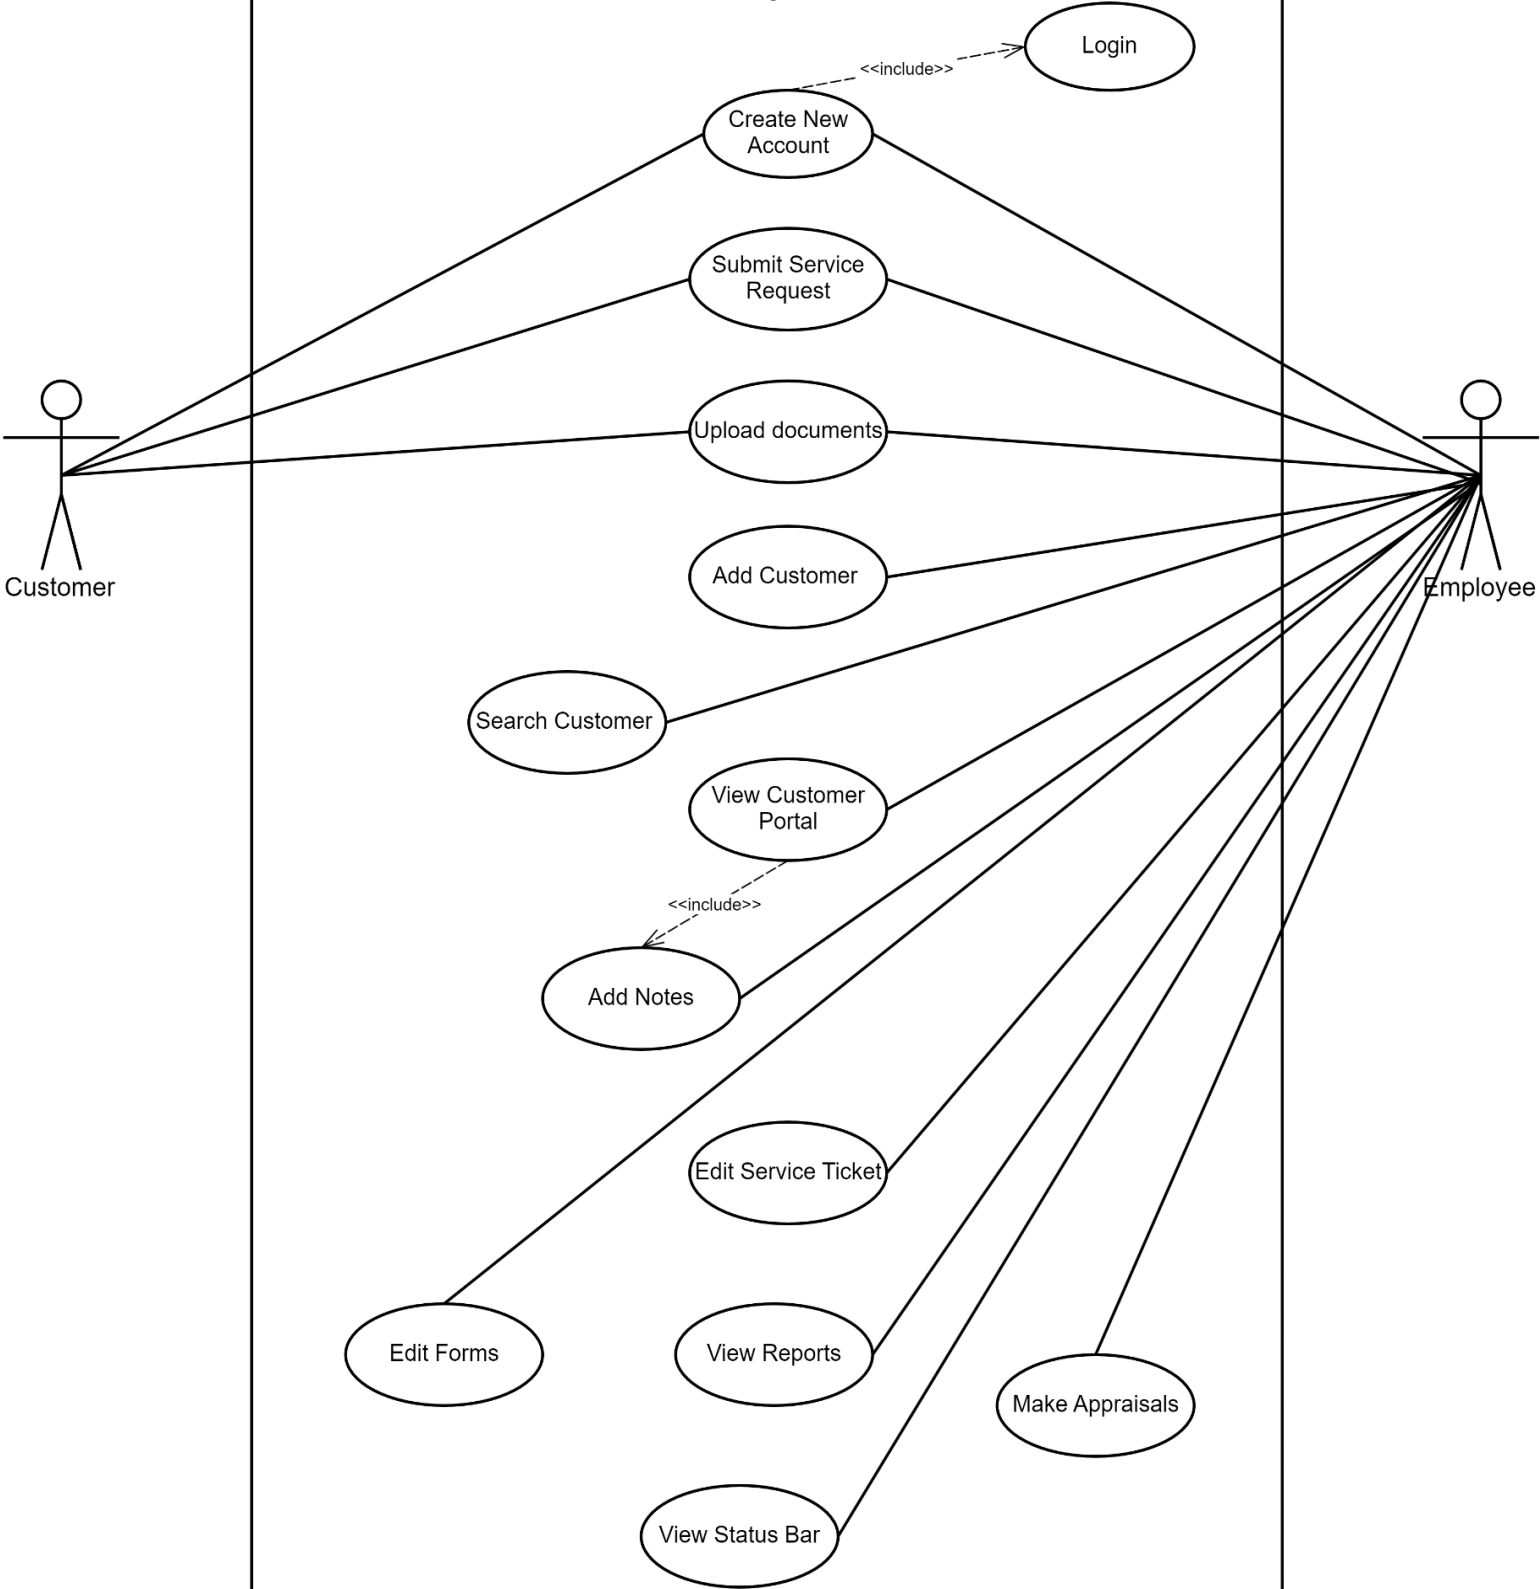 Login
<<include>>
Create New
Account
Submit Service
Request
Upload documents
Add Customer
Customer
Employee
Search Customer
View Customer
Portal
<<include>>
Add Notes
Edit Service Ticket
Edit Forms
View Reports
Make Appraisals
View Status Bar